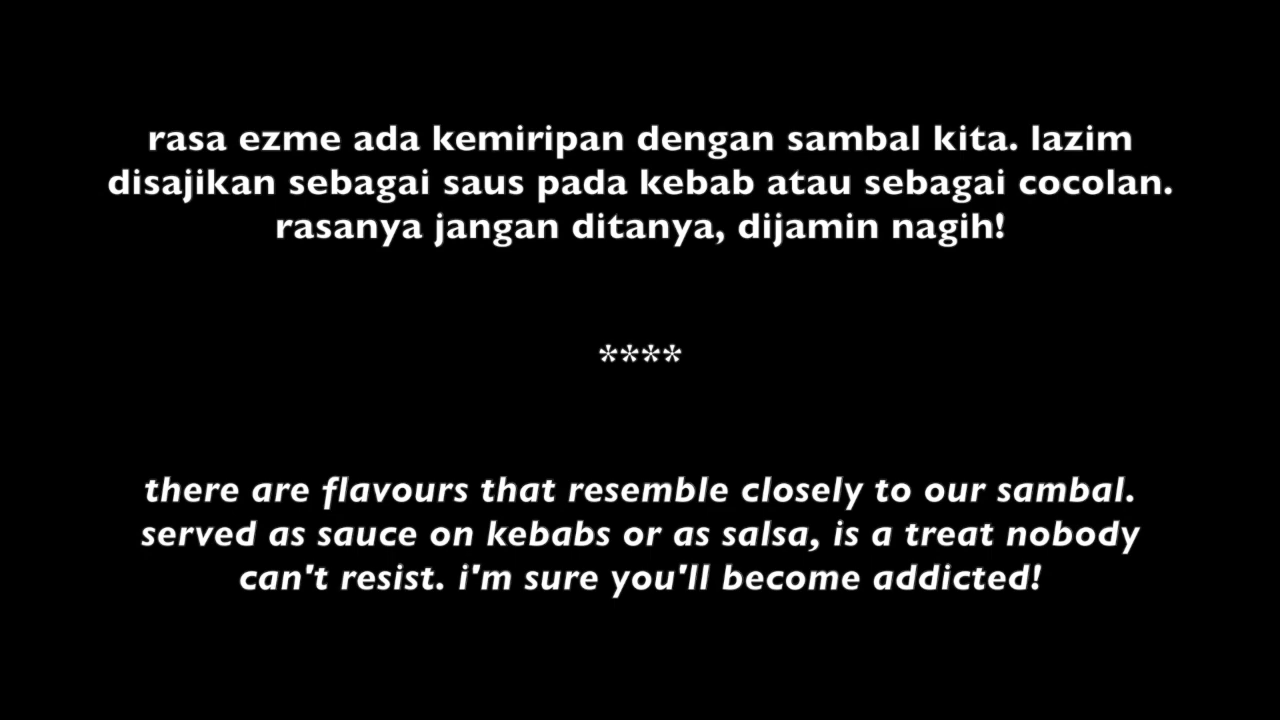 rasa ezme ada kemiripan dengan sambal kita. lazim
disajikan sebagai saus pada kebab atau sebagai cocolan.
rasanya jangan ditanya, dijamin nagih!
****
there are flavours that resemble closely to our sambal.
served as sauce on kebabs or as salsa, is a treat nobody
can't resist. i'm sure you'll become addicted!